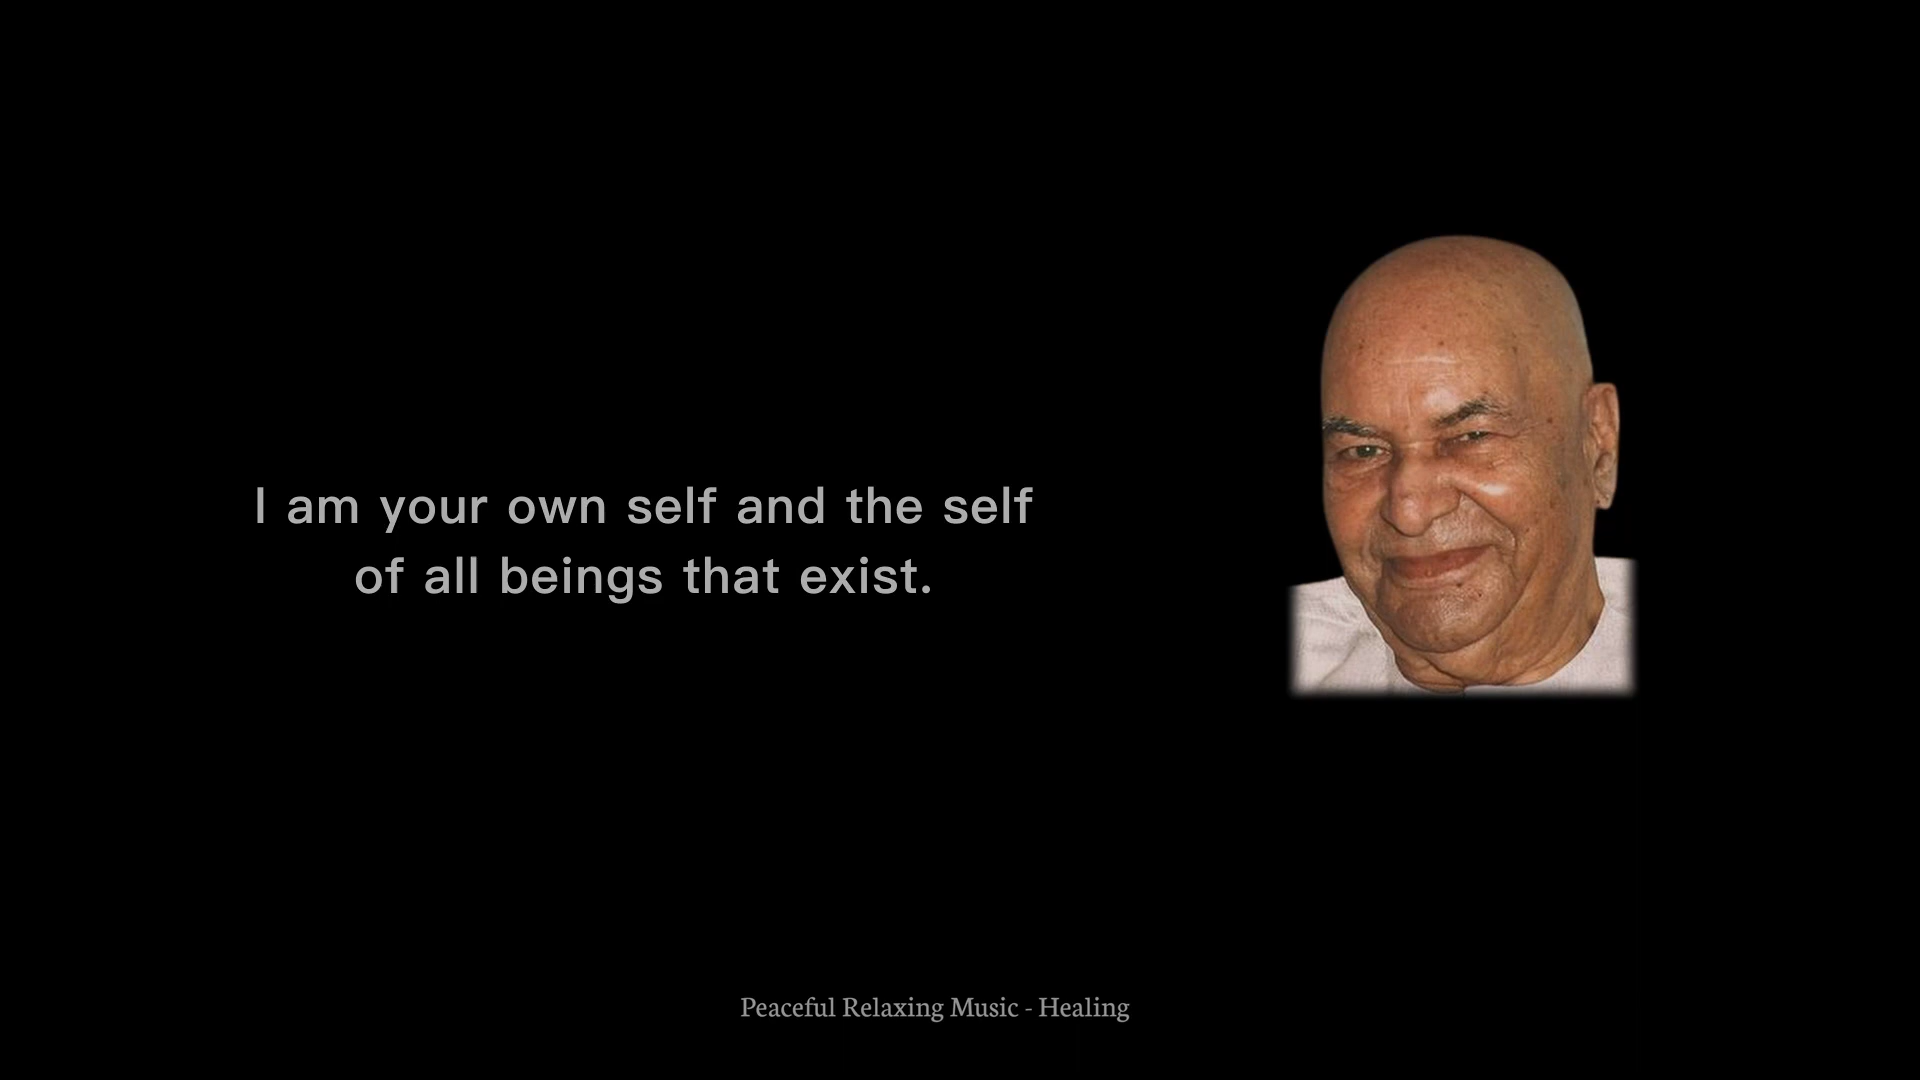 I am your own self and the self
of all beings that exist.
Peaceful Relaxing Music - Healing